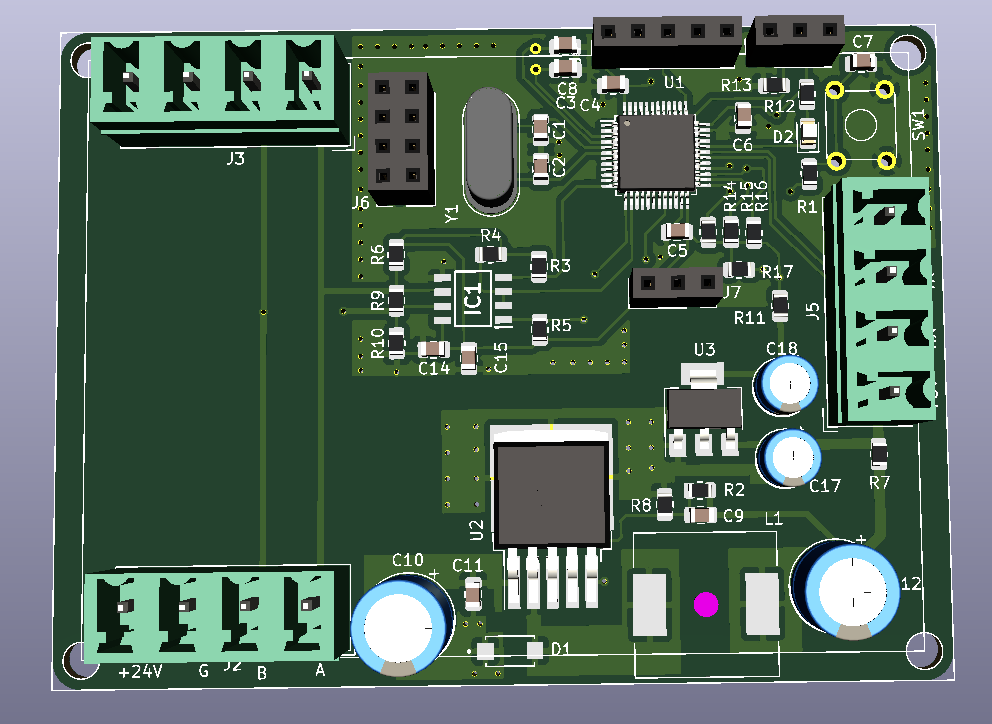 C7
U1
R13
C8
R12
C3
C4
SW1
C1
D2
C6
J3
C2
R1
R14
R15
R16
J6
Y1
R4
C5
R6
R3
R17
J7
IC1
R9
J5
R11
R5
R10
C15
U3
C18
C14
R7
C17
R2
R8
C9
L1
U2
+
C10
C11
+
12
D1
J2
+24V
G
B
A